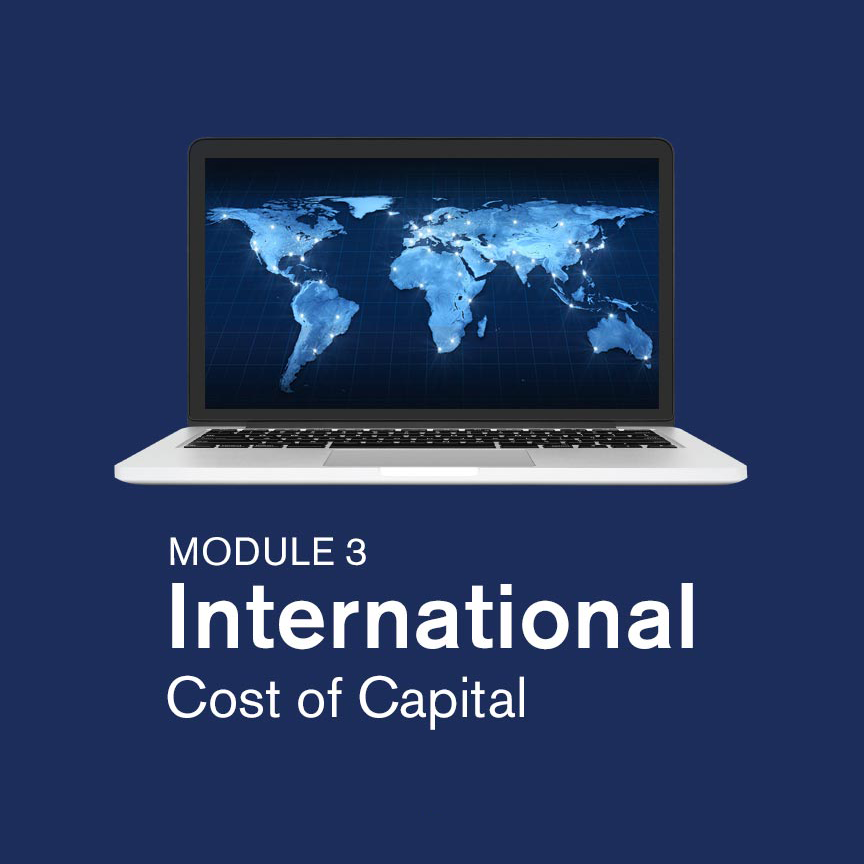 MODULE 3
International
Cost of Capital